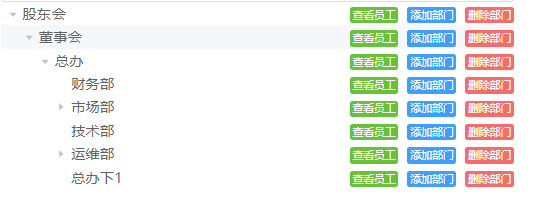 股东会 查看员工 添加部门 删除部门
董事会 查看员工 添加部门 删除部门
总办 查看员工 添加部门 删除部门
财务部 查看员工 添加部门 删除部门
市场部 查看员工 添加部门 删除部门
技术部 查看员工 添加部门 删除部门
运维部 查看员工 添加部门 删除部门
总办下1 查看员工 添加部门 删除部门